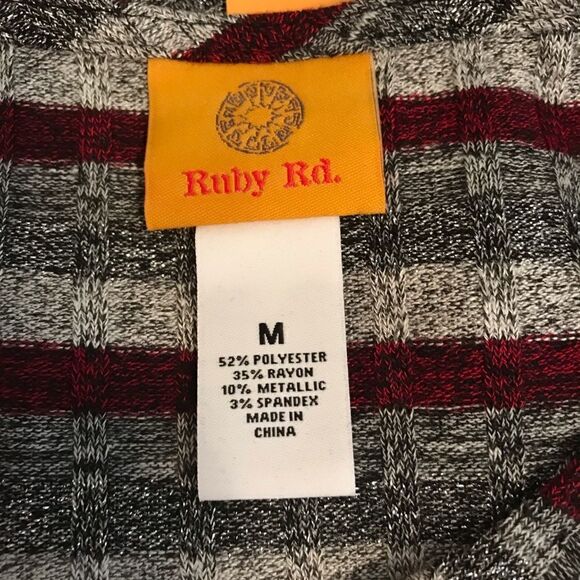 Ruby Rd.
M
52% POLYESTER
35% RAYON
10% METALLIC
3% SPANDEX
MADE IN
CHINA